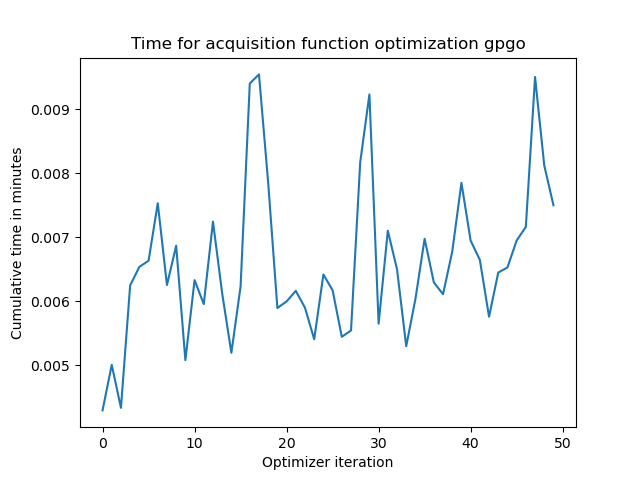 Time for acquisition function optimization gpgo
Cumulative time in minutes
0.009
0.008
0.007
0.006
0.005
0 10 20 30 40 50
Optimizer iteration